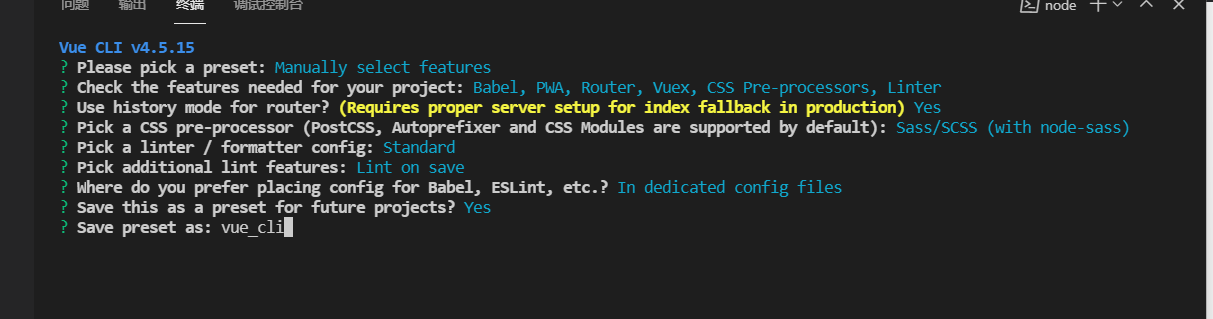 问题 输出 终端 调试控制台 node
Vue CLI v4.5.15
? Please pick a preset: Manually select features
? Check the features needed for your project: Babel, PWA, Router, Vuex, CSS Pre-processors, Linter
? Use history mode for router? (Requires proper server setup for index fallback in production) Yes
? Pick a CSS pre-processor (PostCSS, Autoprefixer and CSS Modules are supported by default): Sass/SCSS (with node-sass)
? Pick a linter / formatter config: Standard
? Pick additional lint features: Lint on save
? Where do you prefer placing config for Babel, ESLint, etc.? In dedicated config files
? Save this as a preset for future projects? Yes
? Save preset as: vue_cli